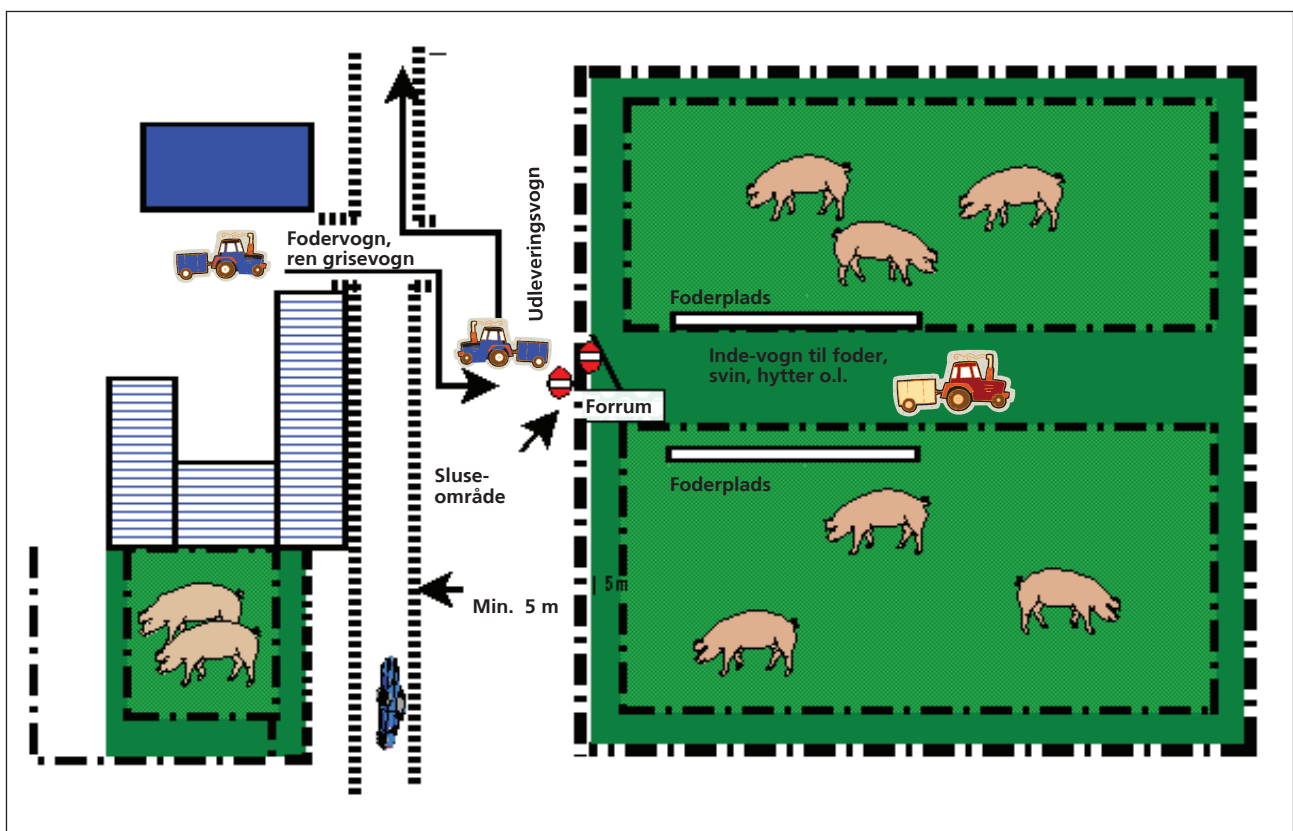 Fodervogn,
ren grisevogn
Udleveringsvogn
Foderplads
Inde-vogn til foder,
svin, hytter o.l.
Forrum
Foderplads
Sluse-
område
Min. 5 m
5 m